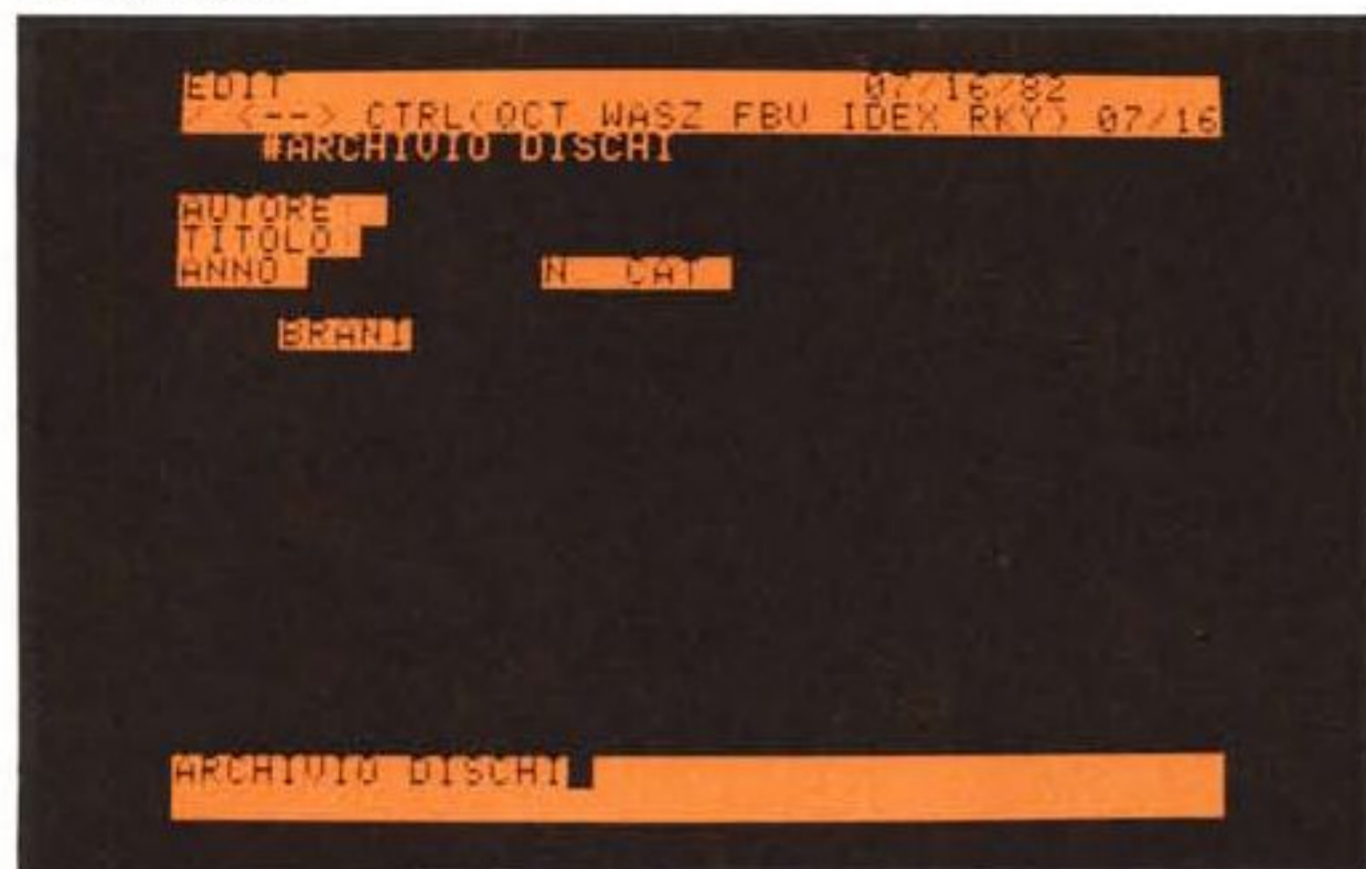 EDIT 07/16/82
/ <--> CTRL(OCT WASZ FBV IDEX RKY) 07/16
#ARCHIVIO DISCHI
AUTORE
TITOLO
ANNO N CAT
BRANI
ARCHIVIO DISCHI